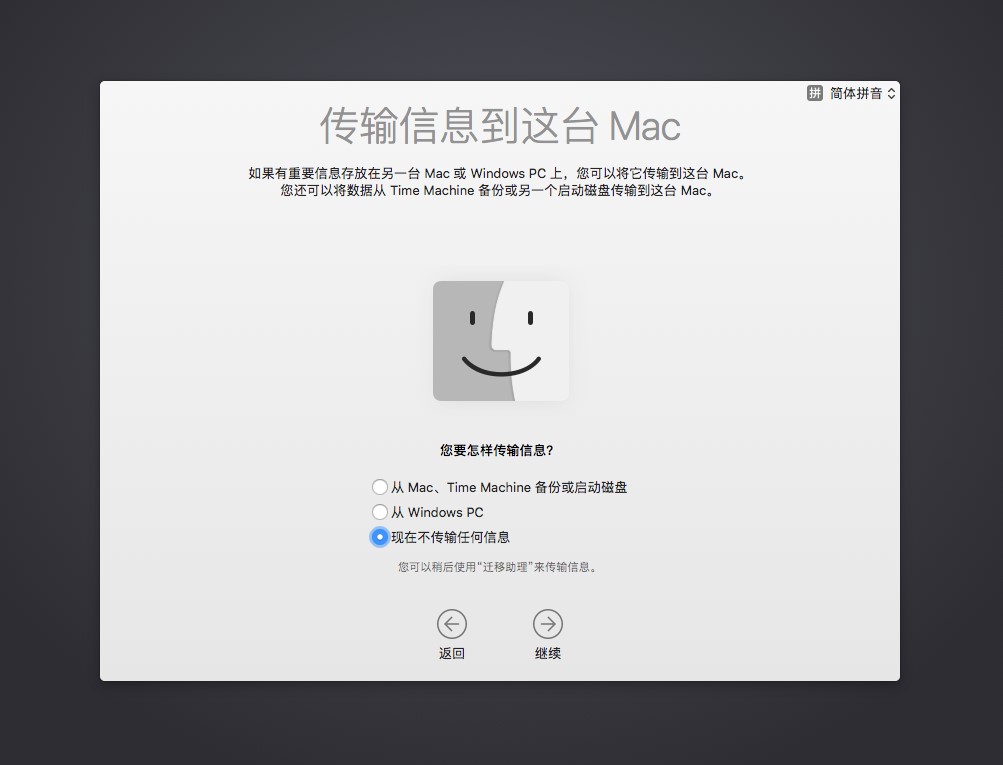 拼 简体拼音
传输信息到这台 Mac
如果有重要信息存放在另一台 Mac 或 Windows PC 上，您可以将它传输到这台 Mac。
您还可以将数据从 Time Machine 备份或另一个启动磁盘传输到这台 Mac。
您要怎样传输信息?
从 Mac、Time Machine 备份或启动磁盘
从 Windows PC
现在不传输任何信息
您可以稍后使用“迁移助理”来传输信息。
返回 继续